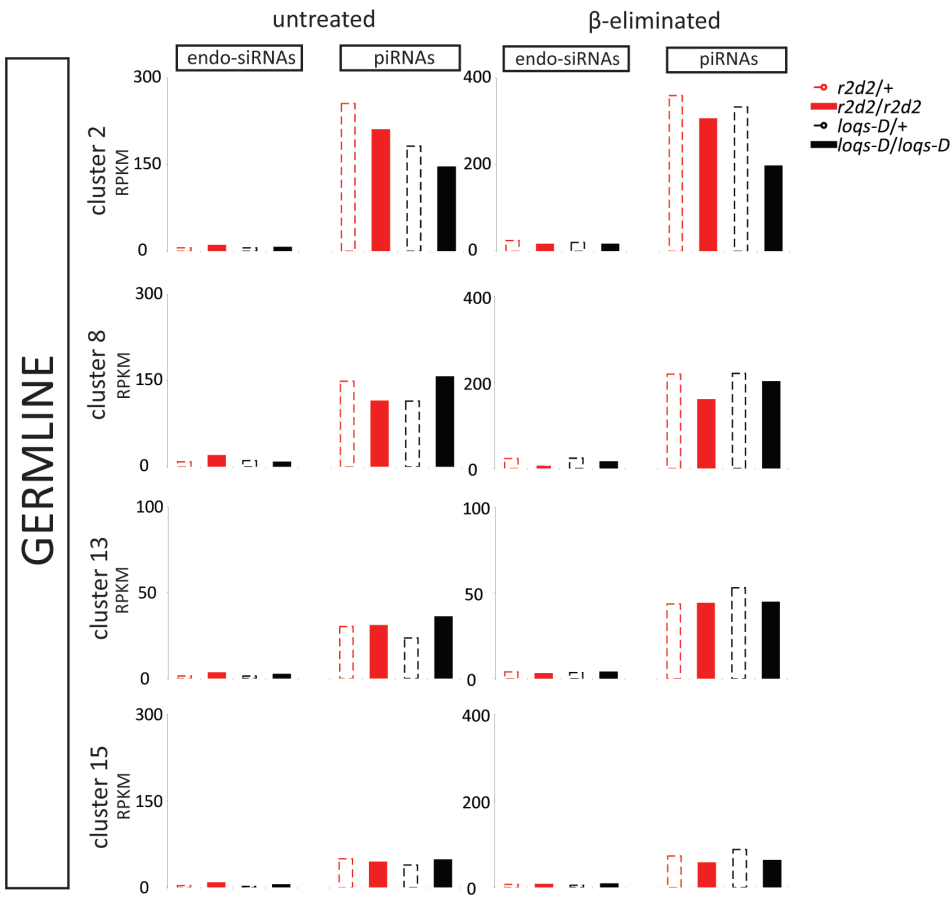 untreated
β-eliminated
endo-siRNAs
piRNAs
endo-siRNAs
piRNAs
r2d2/+
r2d2/r2d2
loqs-D/+
loqs-D/loqs-D
GERMLINE
cluster 2
RPKM
300
150
0
400
200
0
cluster 8
RPKM
300
150
0
400
200
0
cluster 13
RPKM
100
50
0
100
50
0
cluster 15
RPKM
300
150
0
400
200
0